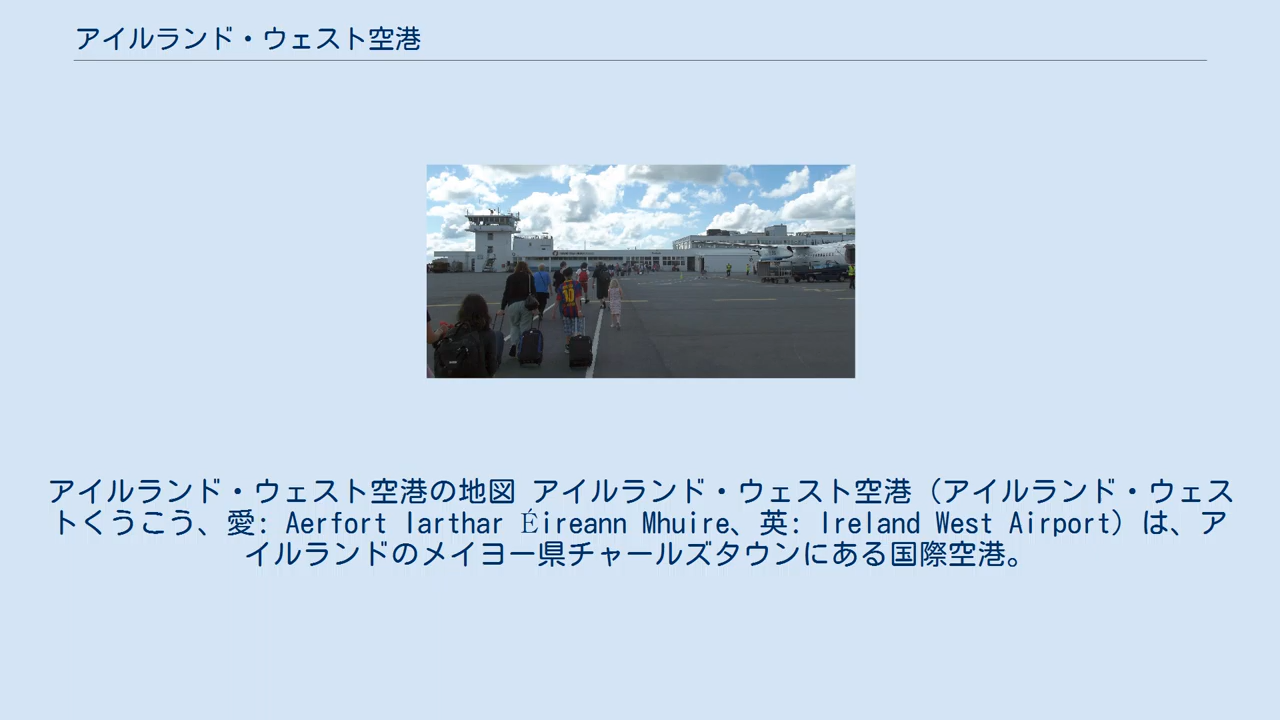 アイルランド・ウェスト空港
10
アイルランド・ウェスト空港の地図 アイルランド・ウェスト空港（アイルランド・ウェス
トくうこう、愛: Aerfort Iarthar Éireann Mhuire、英: Ireland West Airport）は、ア
イルランドのメイヨー県チャールズタウンにある国際空港。